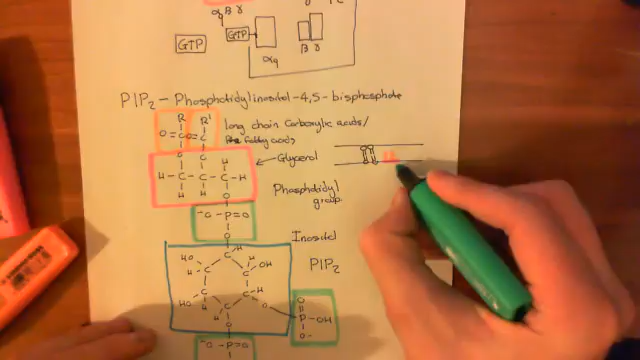 α β γ
GTP
GTP
αq
β γ
PIP₂ - Phosphotidylinositol-4,5-bisphosphate
R R'
O=C O=C
long chain Carboxylic acids/
fatty acids
O O H
H-C-C-C-H
Glycerol
H H O
Phosphotidyl
group.
⁻O-P=O
O
Inositol
PIP₂
HO H C H OH
C C
H H
C C
HO H C H O
H
O
O
P-OH
O⁻
⁻O-P=O